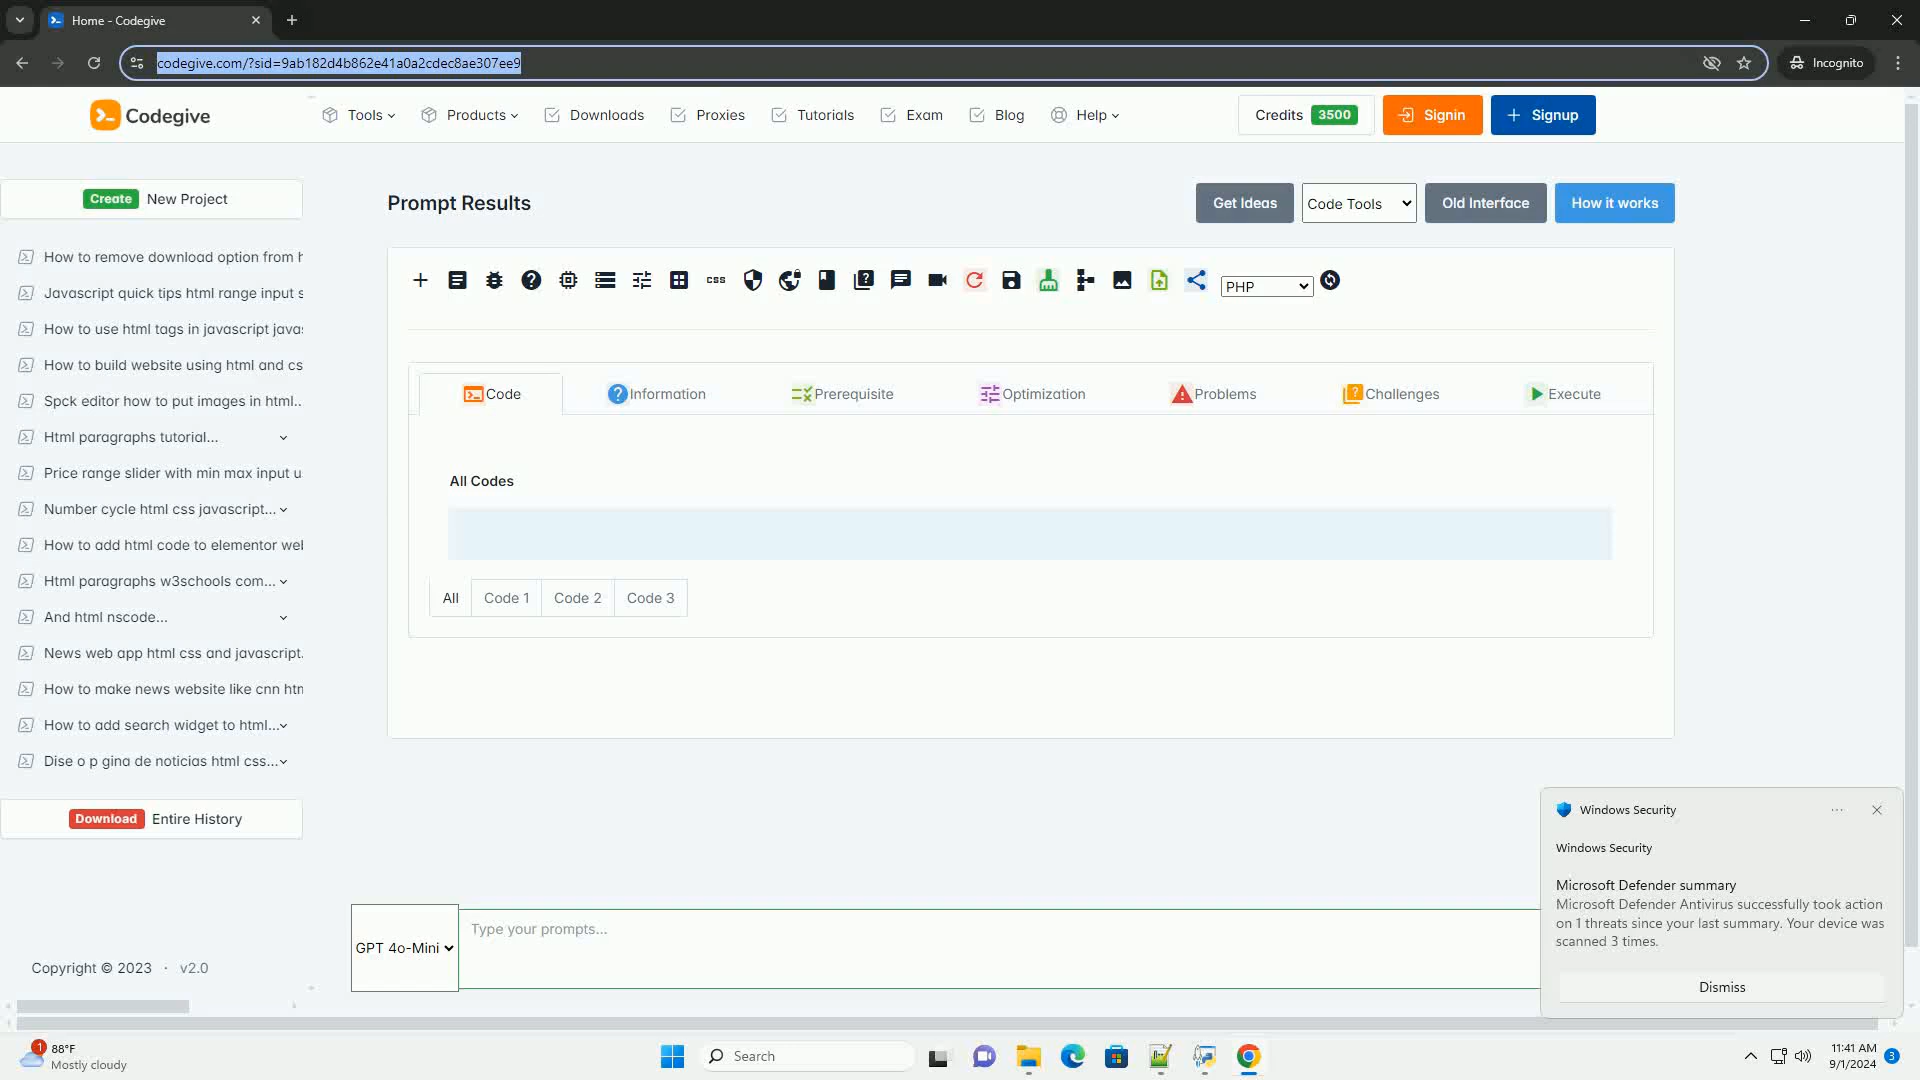 Home - Codegive
codegive.com/?sid=9ab182d4b862e41a0a2cdec8ae307ee9
Incognito
Codegive
Tools
Products
Downloads
Proxies
Tutorials
Exam
Blog
Help
Credits 3500
Signin
Signup
Create New Project
Prompt Results
Get Ideas
Code Tools
Old Interface
How it works
How to remove download option from h
Javascript quick tips html range input s
How to use html tags in javascript javas
How to build website using html and cs
Spck editor how to put images in html...
Html paragraphs tutorial...
Price range slider with min max input u
Number cycle html css javascript...
How to add html code to elementor wel
Html paragraphs w3schools com...
And html nscode...
News web app html css and javascript.
How to make news website like cnn htn
How to add search widget to html...
Dise o p gina de noticias html css...
Download Entire History
Copyright © 2023 · v2.0
css
PHP
Code
Information
Prerequisite
Optimization
Problems
Challenges
Execute
All Codes
All
Code 1
Code 2
Code 3
GPT 4o-Mini
Type your prompts...
Windows Security
Windows Security
Microsoft Defender summary
Microsoft Defender Antivirus successfully took action
on 1 threats since your last summary. Your device was
scanned 3 times.
Dismiss
1
88°F
Mostly cloudy
Search
11:41 AM
9/1/2024
3